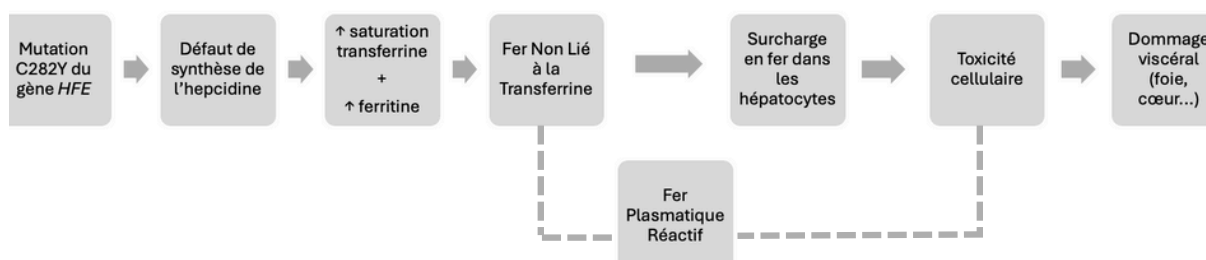 Mutation
C282Y du
gène HFE
Défaut de
synthèse de
l'hepcidine
↑ saturation
transferrine
+
↑ ferritine
Fer Non Lié
à la
Transferrine
Surcharge
en fer dans
les
hépatocytes
Toxicité
cellulaire
Dommage
viscéral
(foie,
cœur...)
Fer
Plasmatique
Réactif